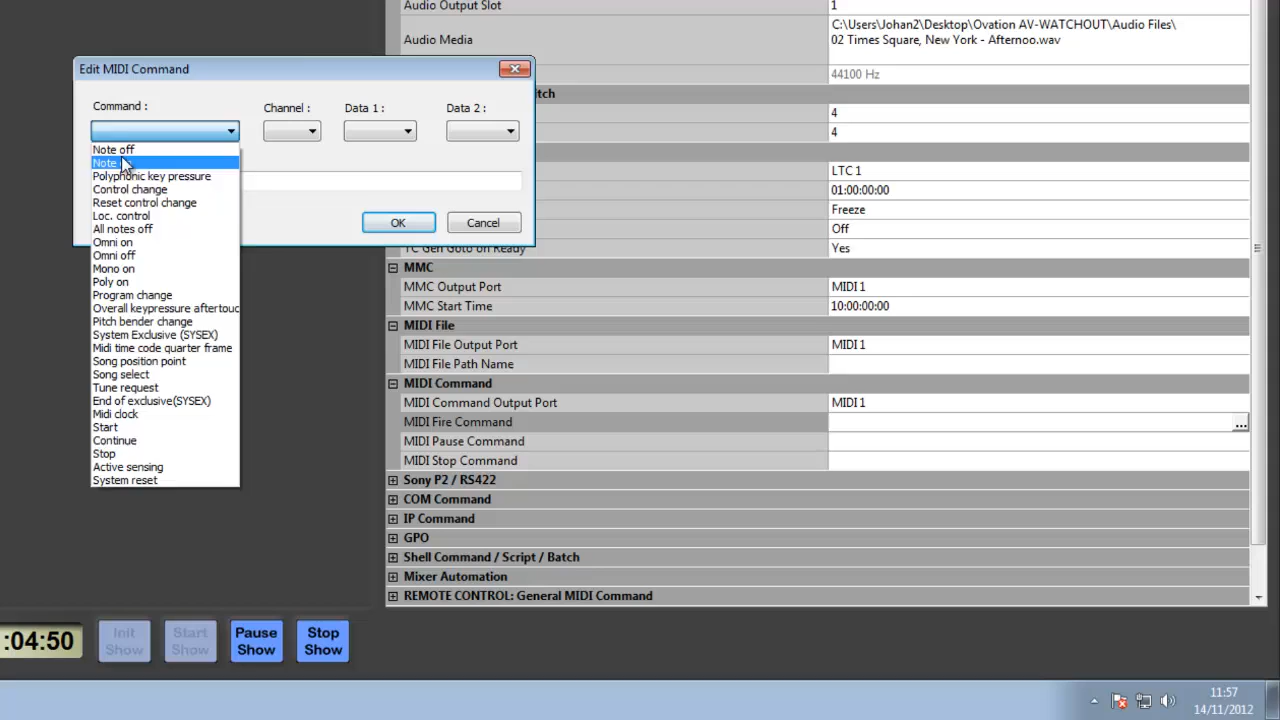 Audio Output Slot 1
Audio Media C:\Users\Johan2\Desktop\Ovation AV-WATCHOUT\Audio Files\
02 Times Square, New York - Afternoo.wav
44100 Hz
itch
4
4
LTC 1
01:00:00:00
Freeze
Off
TC Gen Goto on Ready Yes
MMC
MMC Output Port MIDI 1
MMC Start Time 10:00:00:00
MIDI File
MIDI File Output Port MIDI 1
MIDI File Path Name
MIDI Command
MIDI Command Output Port MIDI 1
MIDI Fire Command ...
MIDI Pause Command
MIDI Stop Command
Sony P2 / RS422
COM Command
IP Command
GPO
Shell Command / Script / Batch
Mixer Automation
REMOTE CONTROL: General MIDI Command
Edit MIDI Command
Command : Channel : Data 1 : Data 2 :
Note off
Note
Polyphonic key pressure
Control change
Reset control change
Loc. control
All notes off
Omni on
Omni off
Mono on
Poly on
Program change
Overall keypressure aftertouc
Pitch bender change
System Exclusive (SYSEX)
Midi time code quarter frame
Song position point
Song select
Tune request
End of exclusive(SYSEX)
Midi clock
Start
Continue
Stop
Active sensing
System reset
OK Cancel
:04:50
Init Show
Start Show
Pause Show
Stop Show
11:57
14/11/2012